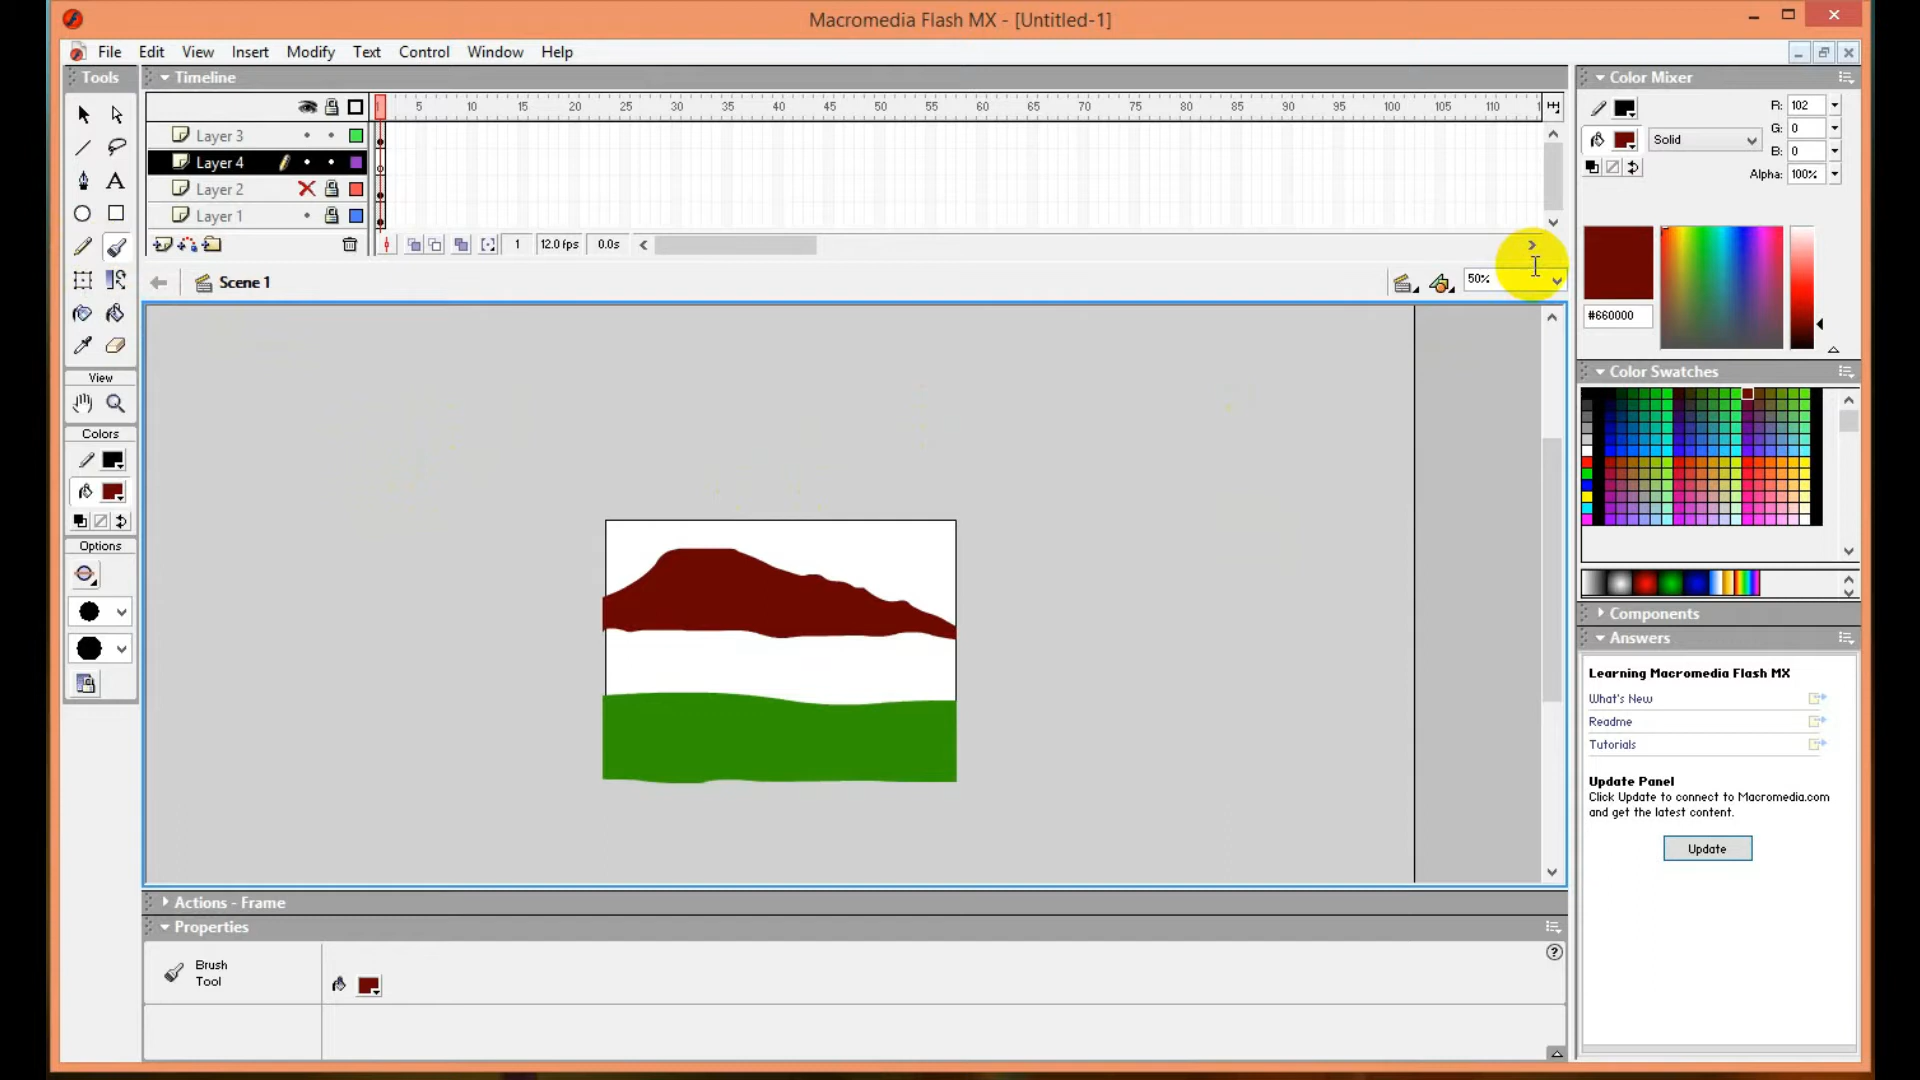 Macromedia Flash MX - [Untitled-1]
File Edit View Insert Modify Text Control Window Help
Tools
Timeline
Color Mixer
1 5 10 15 20 25 30 35 40 45 50 55 60 65 70 75 80 85 90 95 100 105 110 1
R: 102
Layer 3
G: 0
Solid
B: 0
Layer 4
Alpha: 100%
Layer 2
Layer 1
1 12.0 fps 0.0s
Scene 1
50%
#660000
View
Color Swatches
Colors
Options
Components
Answers
Learning Macromedia Flash MX
What's New
Readme
Tutorials
Update Panel
Click Update to connect to Macromedia.com
and get the latest content.
Update
Actions - Frame
Properties
Brush
Tool